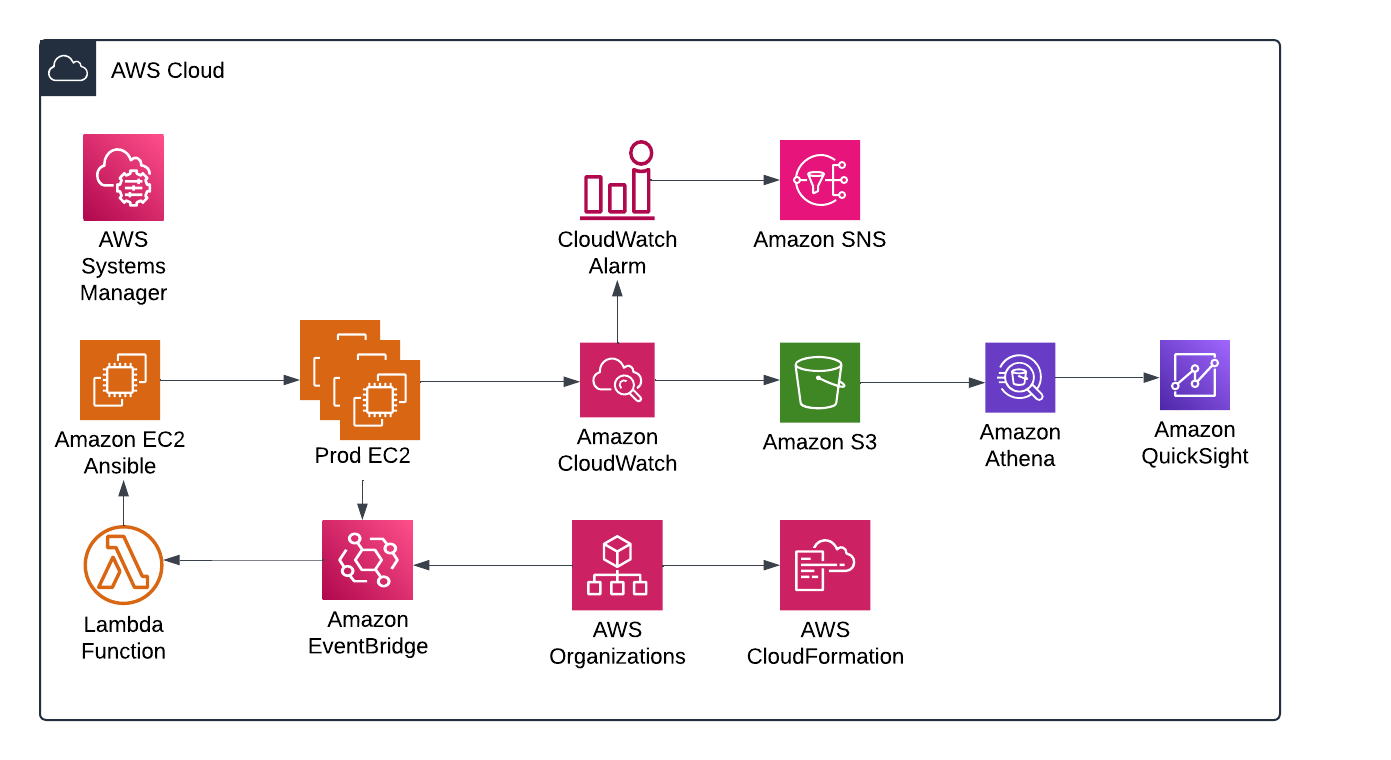 AWS Cloud
AWS
Systems
Manager
CloudWatch
Alarm
Amazon SNS
Amazon EC2
Ansible
Prod EC2
Amazon
CloudWatch
Amazon S3
Amazon
Athena
Amazon
QuickSight
Lambda
Function
Amazon
EventBridge
AWS
Organizations
AWS
CloudFormation